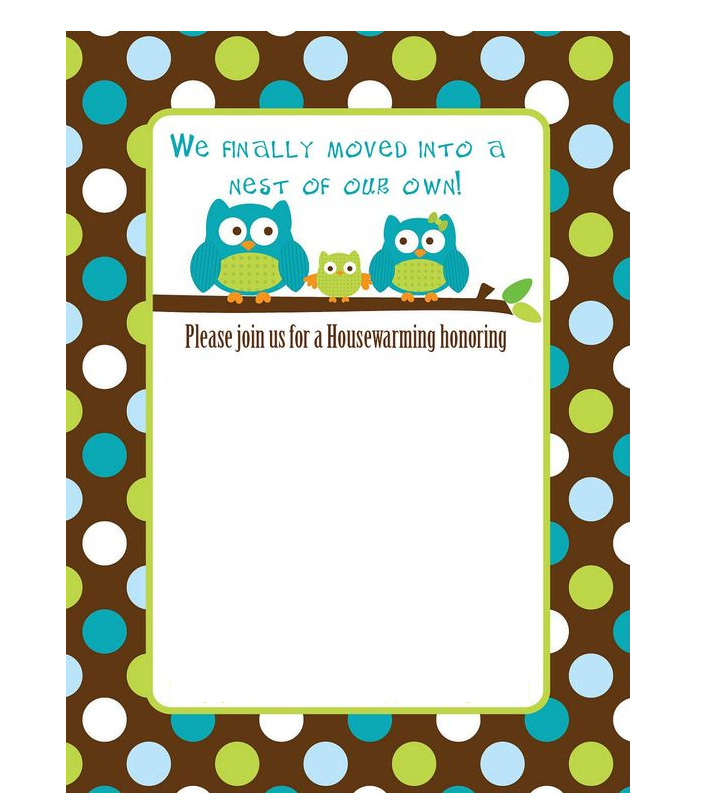 We finally moved into a
nest of our own!
Please join us for a Housewarming honoring